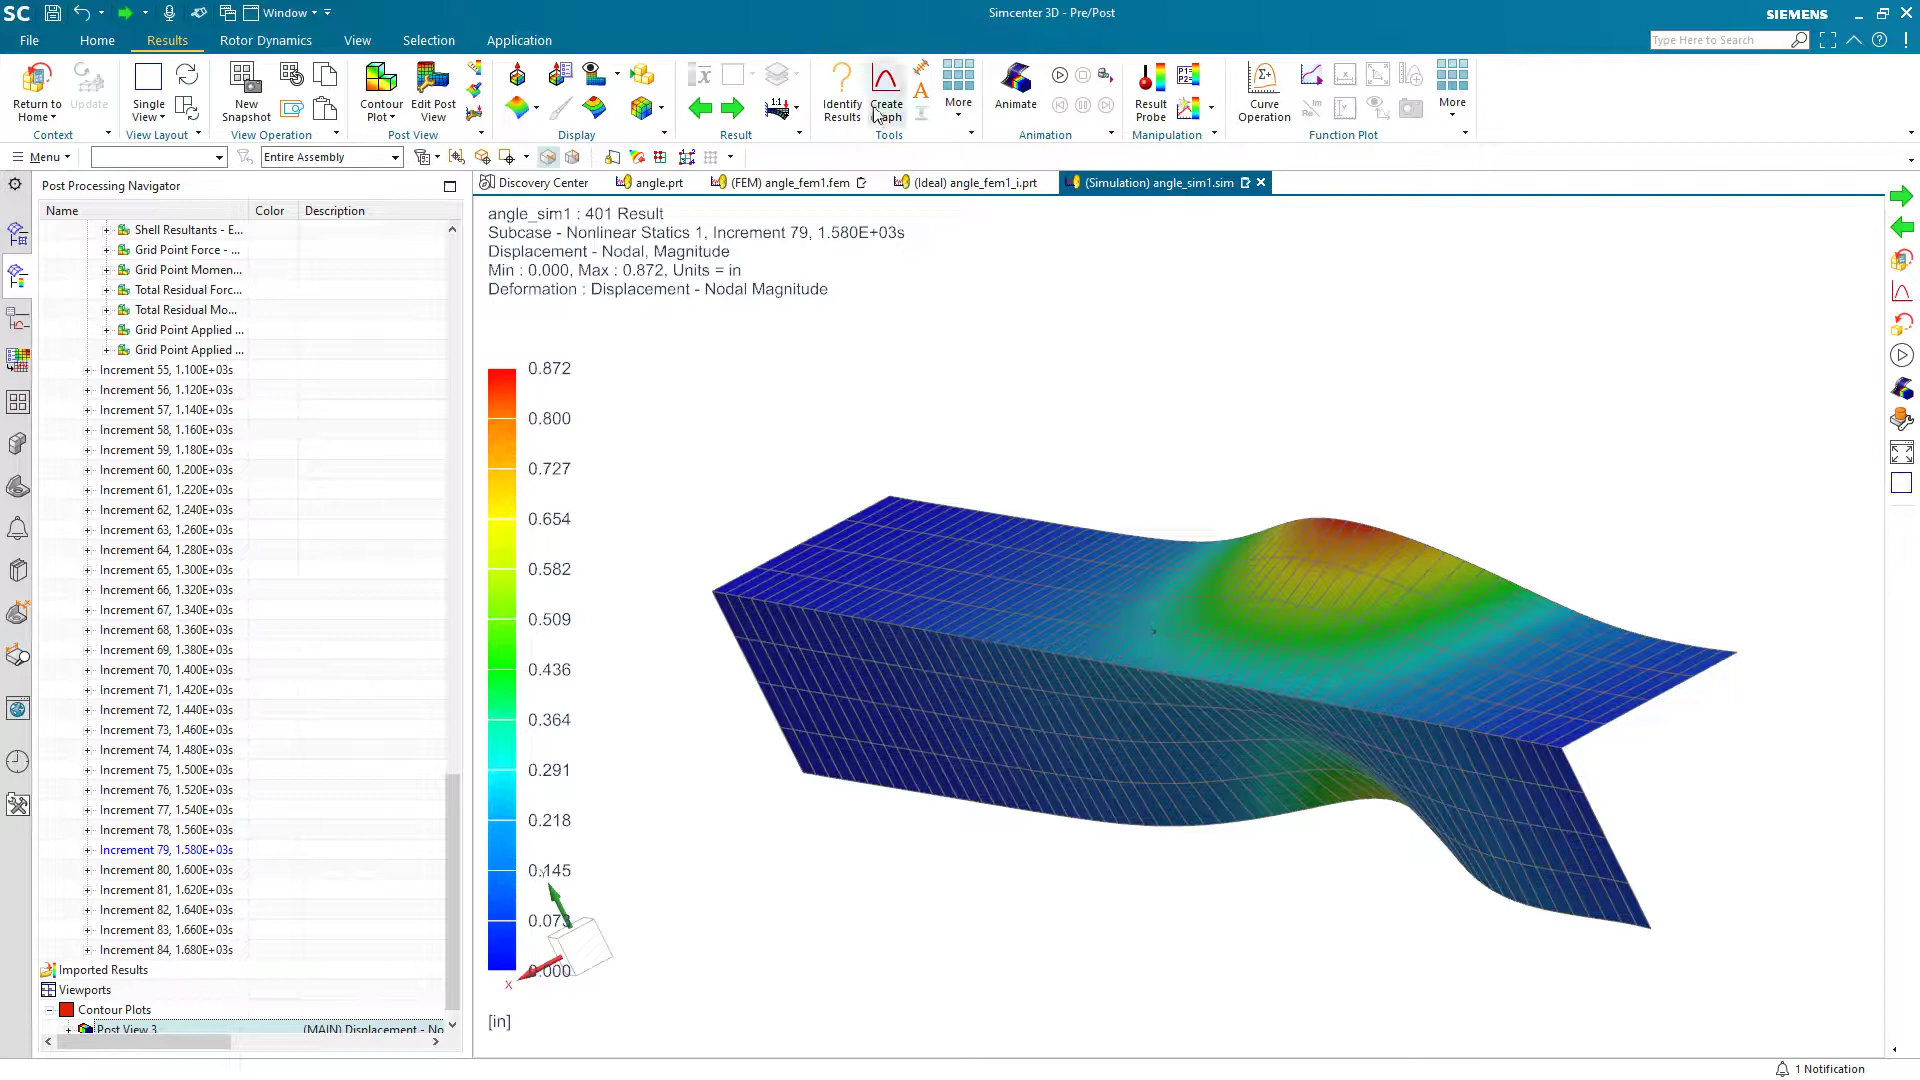 SC
Window
Simcenter 3D - Pre/Post
SIEMENS
File
Home
Results
Rotor Dynamics
View
Selection
Application
Type Here to Search
Return to Home
Update
Context
Single View
View Layout
New Snapshot
View Operation
Contour Plot
Edit Post View
Post View
Display
1:1
Result
Identify Results
Create Graph
More
Tools
Animate
Animation
Result Probe
Manipulation
Curve Operation
More
Function Plot
Menu
Entire Assembly
Post Processing Navigator
Discovery Center
angle.prt
(FEM) angle_fem1.fem
(Ideal) angle_fem1_i.prt
(Simulation) angle_sim1.sim
Name
Color
Description
Shell Resultants - E...
Grid Point Force - ...
Grid Point Momen...
Total Residual Forc...
Total Residual Mo...
Grid Point Applied ...
Grid Point Applied ...
Increment 55, 1.100E+03s
Increment 56, 1.120E+03s
Increment 57, 1.140E+03s
Increment 58, 1.160E+03s
Increment 59, 1.180E+03s
Increment 60, 1.200E+03s
Increment 61, 1.220E+03s
Increment 62, 1.240E+03s
Increment 63, 1.260E+03s
Increment 64, 1.280E+03s
Increment 65, 1.300E+03s
Increment 66, 1.320E+03s
Increment 67, 1.340E+03s
Increment 68, 1.360E+03s
Increment 69, 1.380E+03s
Increment 70, 1.400E+03s
Increment 71, 1.420E+03s
Increment 72, 1.440E+03s
Increment 73, 1.460E+03s
Increment 74, 1.480E+03s
Increment 75, 1.500E+03s
Increment 76, 1.520E+03s
Increment 77, 1.540E+03s
Increment 78, 1.560E+03s
Increment 79, 1.580E+03s
Increment 80, 1.600E+03s
Increment 81, 1.620E+03s
Increment 82, 1.640E+03s
Increment 83, 1.660E+03s
Increment 84, 1.680E+03s
Imported Results
Viewports
Contour Plots
Post View 3
(MAIN) Displacement - No
angle_sim1 : 401 Result
Subcase - Nonlinear Statics 1, Increment 79, 1.580E+03s
Displacement - Nodal, Magnitude
Min : 0.000, Max : 0.872, Units = in
Deformation : Displacement - Nodal Magnitude
0.872
0.800
0.727
0.654
0.582
0.509
0.436
0.364
0.291
0.218
0.145
0.073
0.000
X
[in]
1 Notification